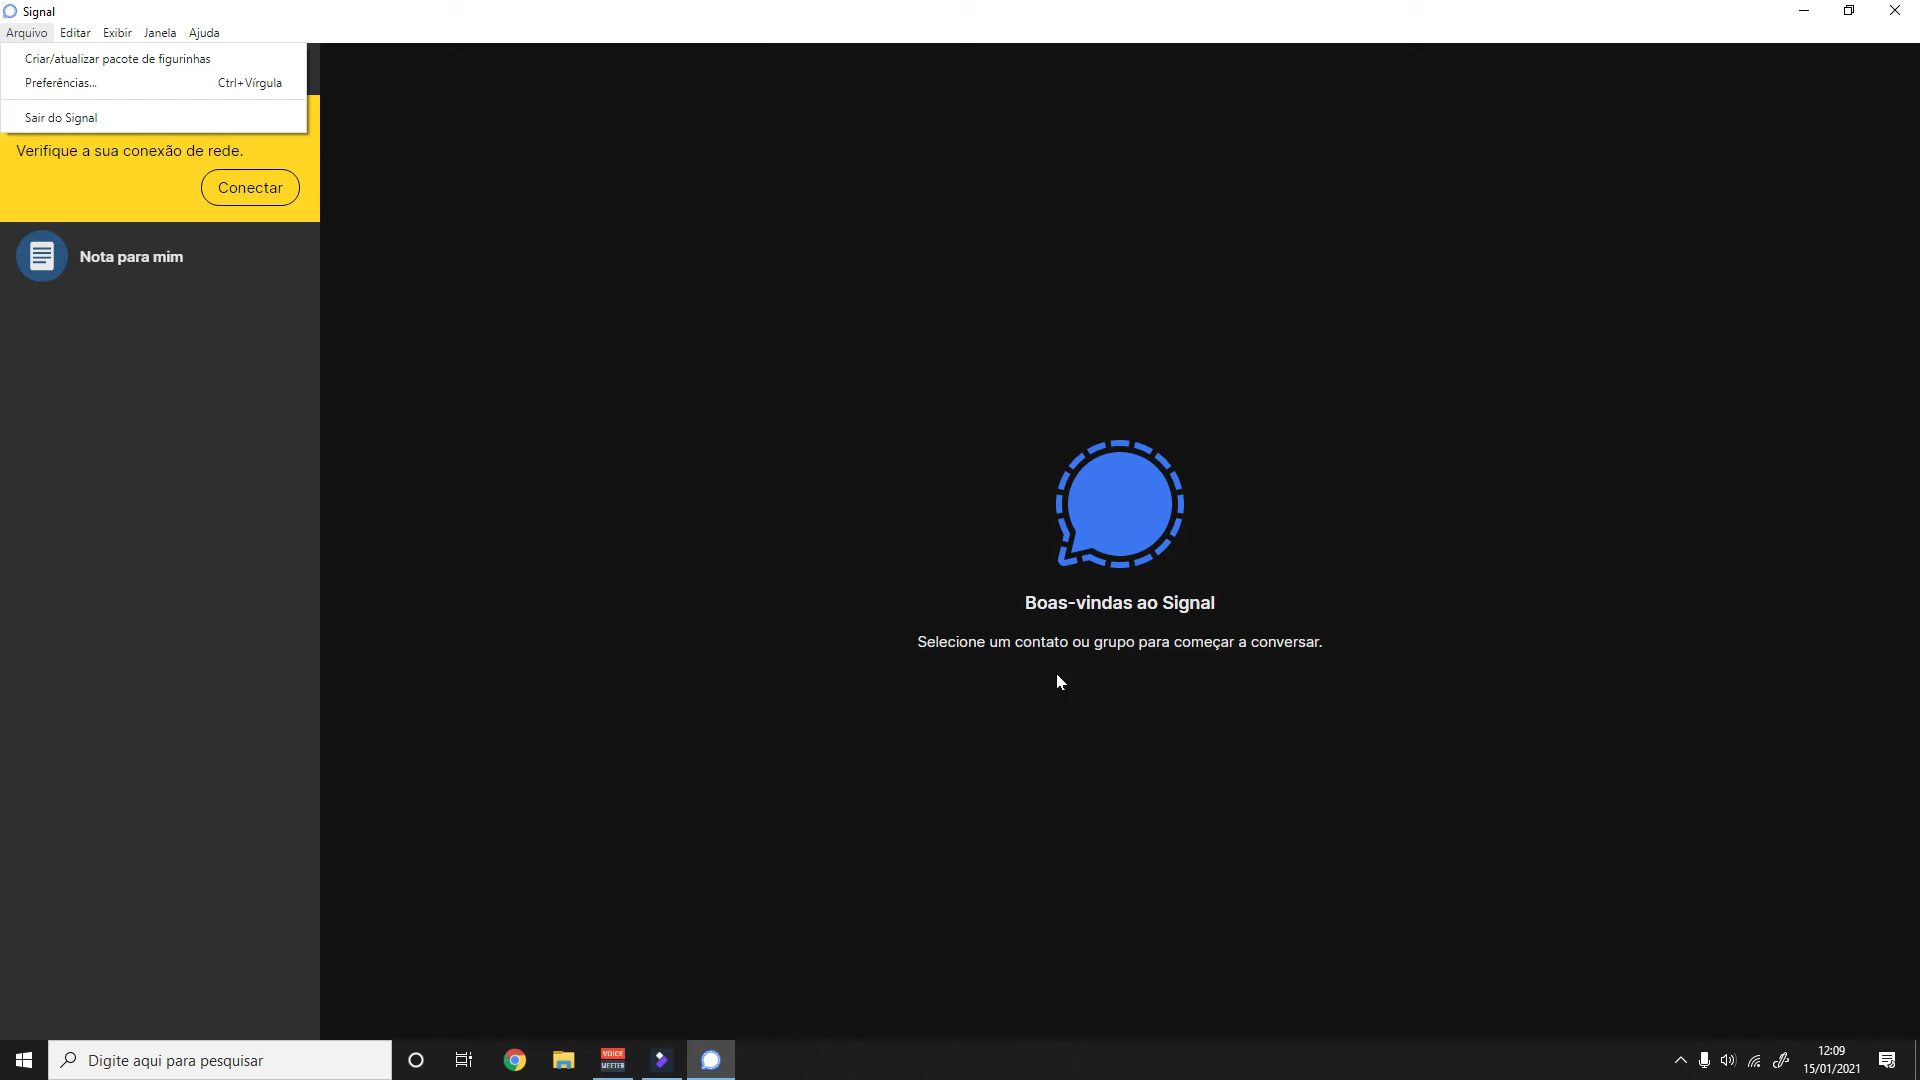 Signal
Arquivo Editar Exibir Janela Ajuda
Criar/atualizar pacote de figurinhas
Preferências... Ctrl+Vírgula
Sair do Signal
Verifique a sua conexão de rede.
Conectar
Nota para mim
Boas-vindas ao Signal
Selecione um contato ou grupo para começar a conversar.
Digite aqui para pesquisar
VOICE
MEETER
12:09
15/01/2021